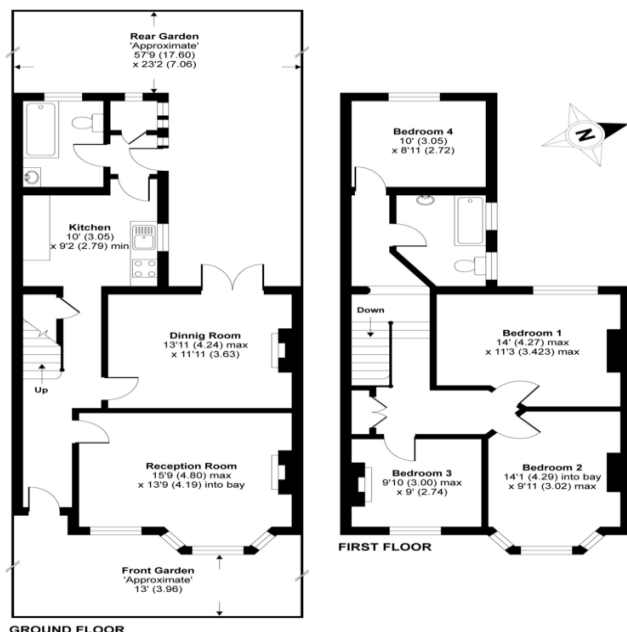 Rear Garden
'Approximate'
57'9 (17.60)
x 23'2 (7.06)
Kitchen
10' (3.05)
x 9'2 (2.79) min
Dinnig Room
13'11 (4.24) max
x 11'11 (3.63)
Up
Reception Room
15'9 (4.80) max
x 13'9 (4.19) into bay
Front Garden
'Approximate'
13' (3.96)
GROUND FLOOR
N
Bedroom 4
10' (3.05)
x 8'11 (2.72)
Down
Bedroom 1
14' (4.27) max
x 11'3 (3.423) max
Bedroom 3
9'10 (3.00) max
x 9' (2.74)
Bedroom 2
14'1 (4.29) into bay
x 9'11 (3.02) max
FIRST FLOOR